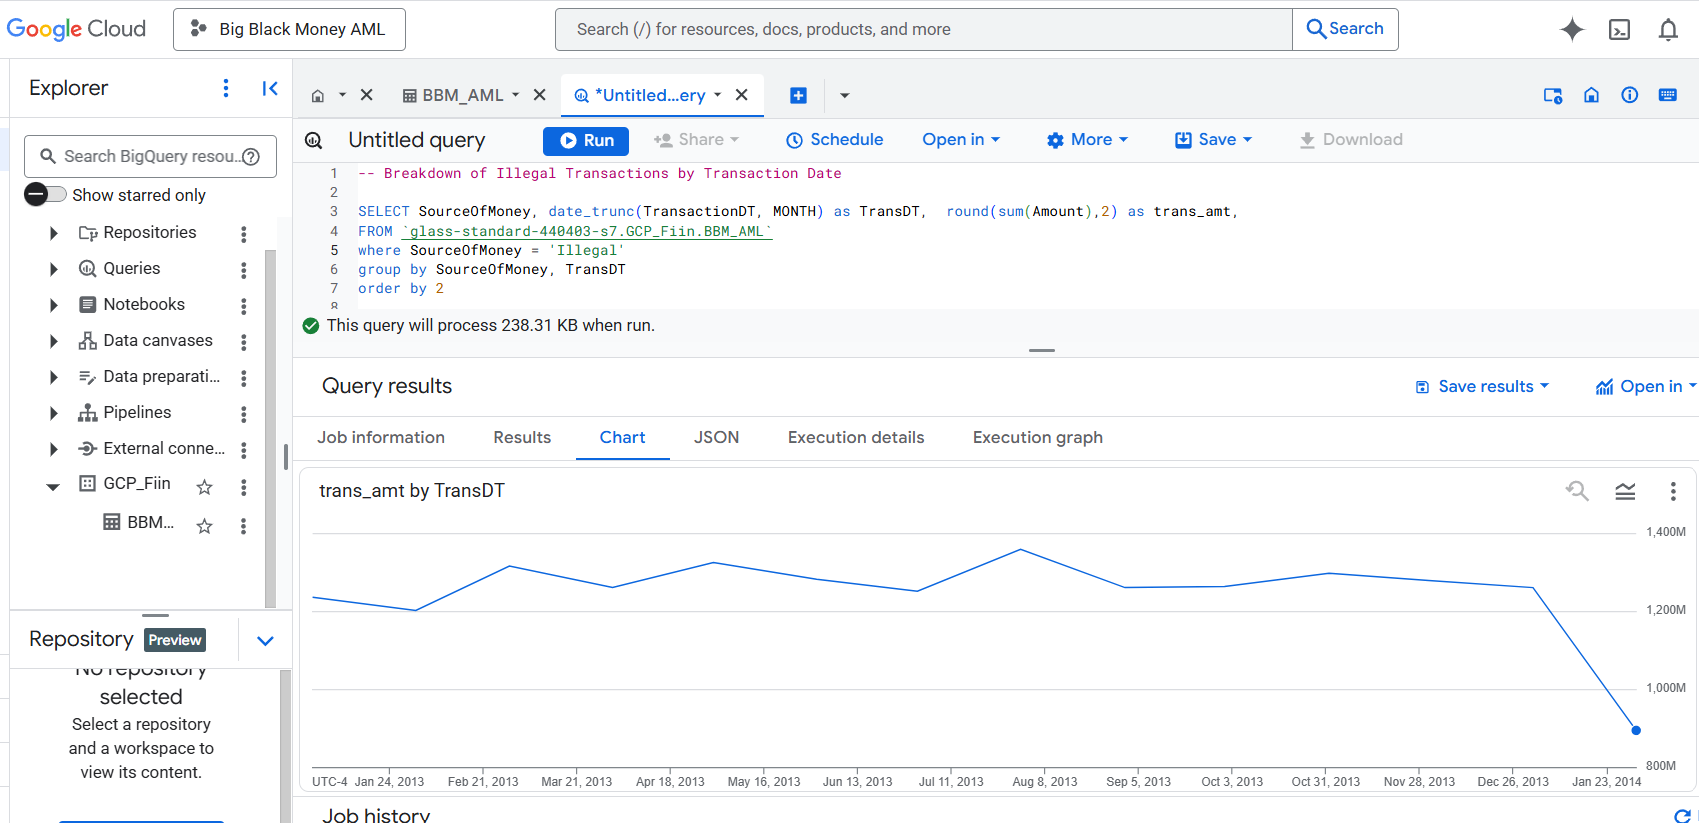 Google Cloud
Big Black Money AML
Search (/) for resources, docs, products, and more
Search
Explorer
BBM_AML
*Untitled...ery
Search BigQuery resou...
Show starred only
Repositories
Queries
Notebooks
Data canvases
Data preparati...
Pipelines
External conne...
GCP_Fiin
BBM...
Repository Preview
No repository
selected
Select a repository
and a workspace to
view its content.
Untitled query
Run
Share
Schedule
Open in
More
Save
Download
1 -- Breakdown of Illegal Transactions by Transaction Date
2
3 SELECT SourceOfMoney, date_trunc(TransactionDT, MONTH) as TransDT,  round(sum(Amount),2) as trans_amt,
4 FROM `glass-standard-440403-s7.GCP_Fiin.BBM_AML`
5 where SourceOfMoney = 'Illegal'
6 group by SourceOfMoney, TransDT
7 order by 2
8
This query will process 238.31 KB when run.
Query results
Save results
Open in
Job information
Results
Chart
JSON
Execution details
Execution graph
trans_amt by TransDT
1,400M
1,200M
1,000M
800M
UTC-4 Jan 24, 2013 Feb 21, 2013 Mar 21, 2013 Apr 18, 2013 May 16, 2013 Jun 13, 2013 Jul 11, 2013 Aug 8, 2013 Sep 5, 2013 Oct 3, 2013 Oct 31, 2013 Nov 28, 2013 Dec 26, 2013 Jan 23, 2014
Job history